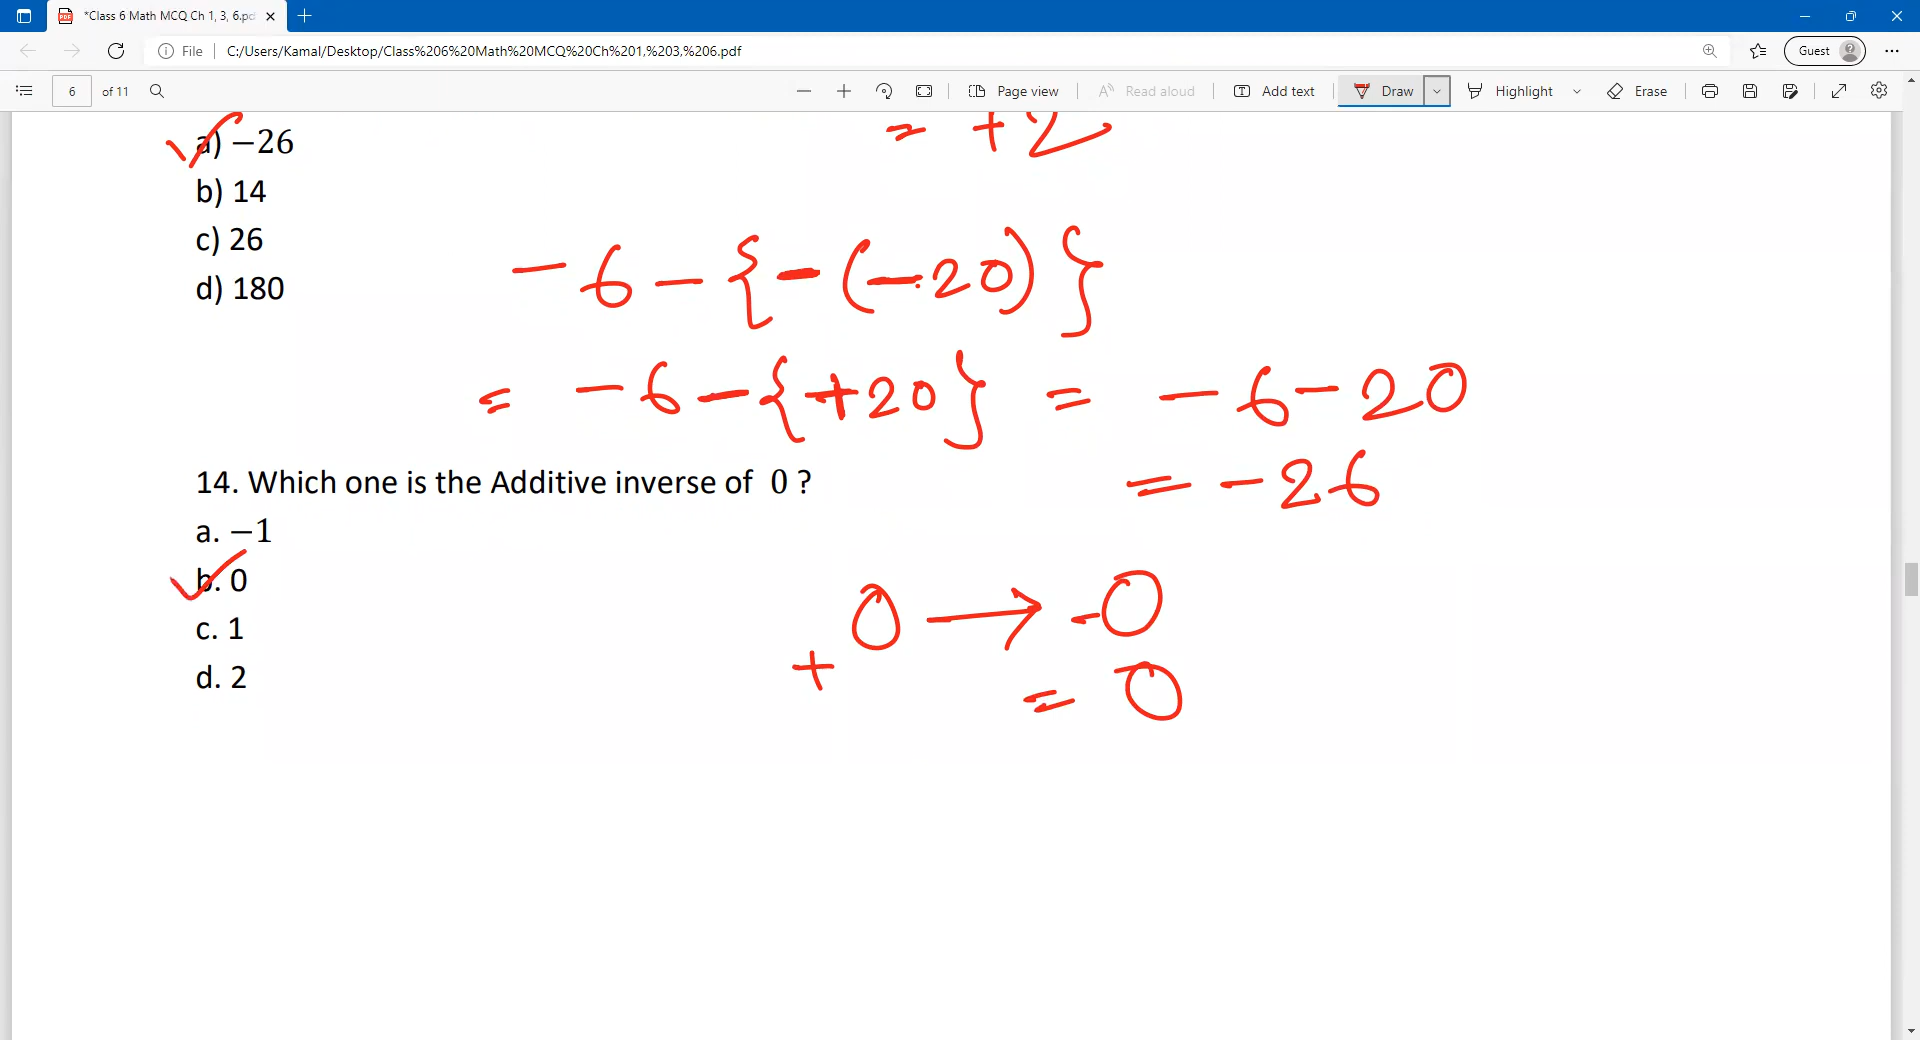 *Class 6 Math MCQ Ch 1, 3, 6.pd
File C:/Users/Kamal/Desktop/Class%206%20Math%20MCQ%20Ch%201,%203,%206.pdf Guest
6 of 11 Page view Read aloud Add text Draw Highlight Erase
a) −26
= +2
b) 14
c) 26
d) 180
−6−{−(−20)}
= −6−{+20} = −6−20
= −26
14. Which one is the Additive inverse of 0 ?
a. −1
b. 0
c. 1
d. 2
0 → -0
+
= 0